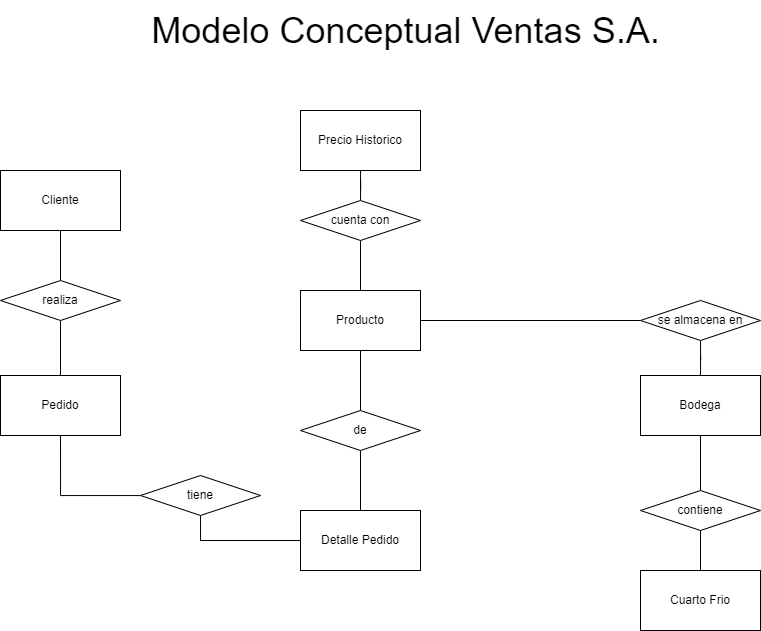 Modelo Conceptual Ventas S.A.
Precio Historico
Cliente
cuenta con
realiza
Producto
se almacena en
Pedido
Bodega
de
tiene
contiene
Detalle Pedido
Cuarto Frio